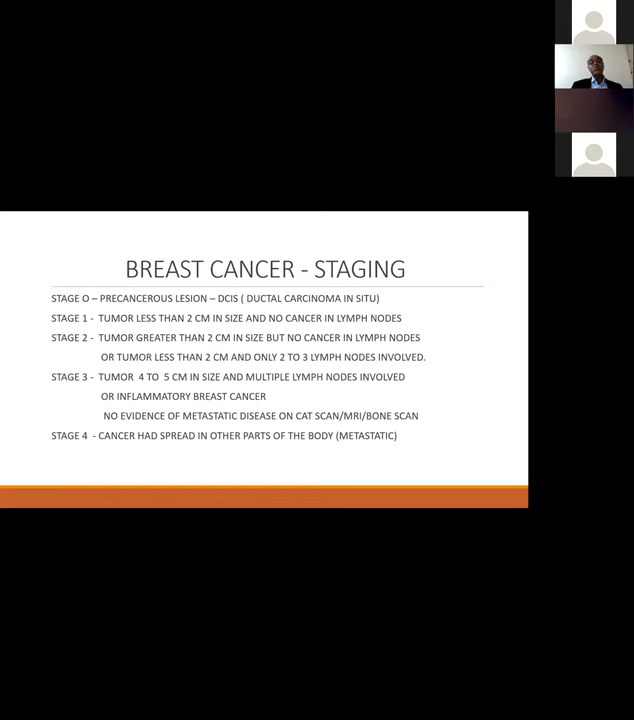 BREAST CANCER - STAGING
STAGE O – PRECANCEROUS LESION – DCIS ( DUCTAL CARCINOMA IN SITU)
STAGE 1 - TUMOR LESS THAN 2 CM IN SIZE AND NO CANCER IN LYMPH NODES
STAGE 2 - TUMOR GREATER THAN 2 CM IN SIZE BUT NO CANCER IN LYMPH NODES
OR TUMOR LESS THAN 2 CM AND ONLY 2 TO 3 LYMPH NODES INVOLVED.
STAGE 3 - TUMOR 4 TO 5 CM IN SIZE AND MULTIPLE LYMPH NODES INVOLVED
OR INFLAMMATORY BREAST CANCER
NO EVIDENCE OF METASTATIC DISEASE ON CAT SCAN/MRI/BONE SCAN
STAGE 4 - CANCER HAD SPREAD IN OTHER PARTS OF THE BODY (METASTATIC)